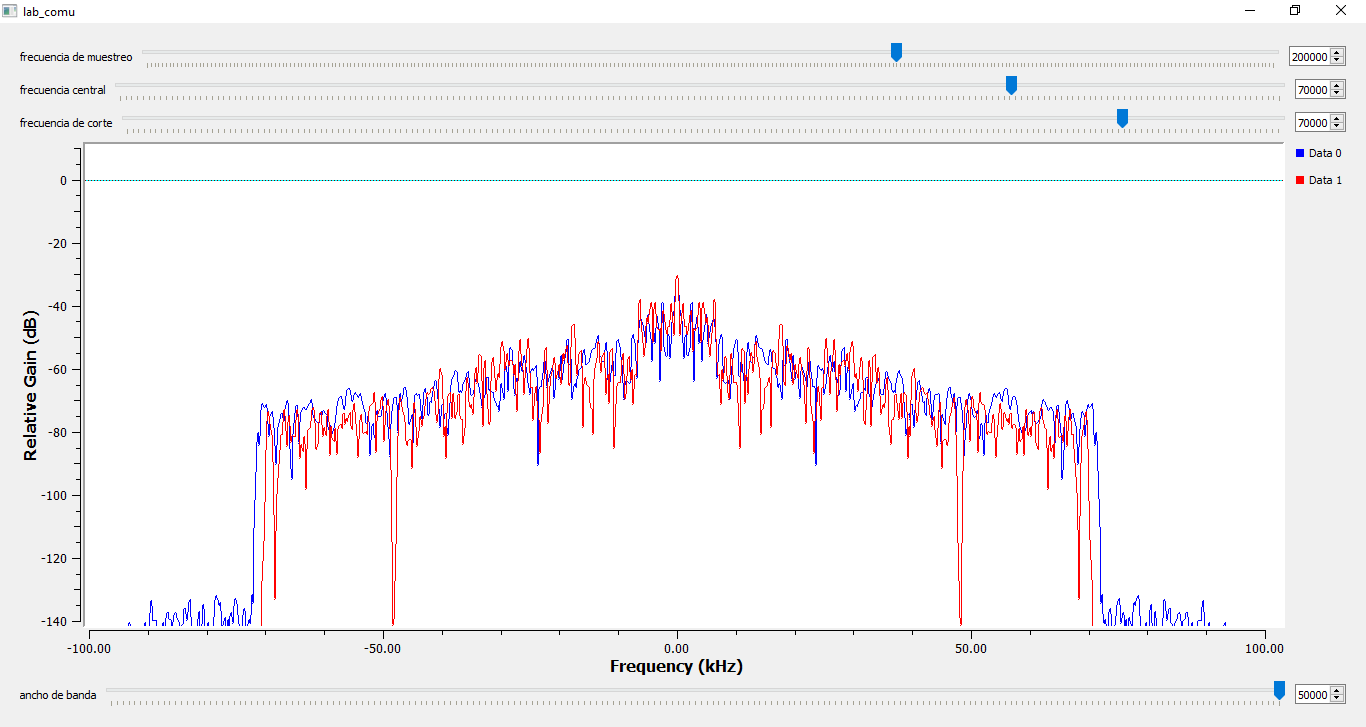 lab_comu
frecuencia de muestreo 200000
frecuencia central 70000
frecuencia de corte 70000
Data 0
Data 1
0
-20
-40
-60
-80
-100
-120
-140
Relative Gain (dB)
-100.00 -50.00 0.00 50.00 100.00
Frequency (kHz)
ancho de banda 50000